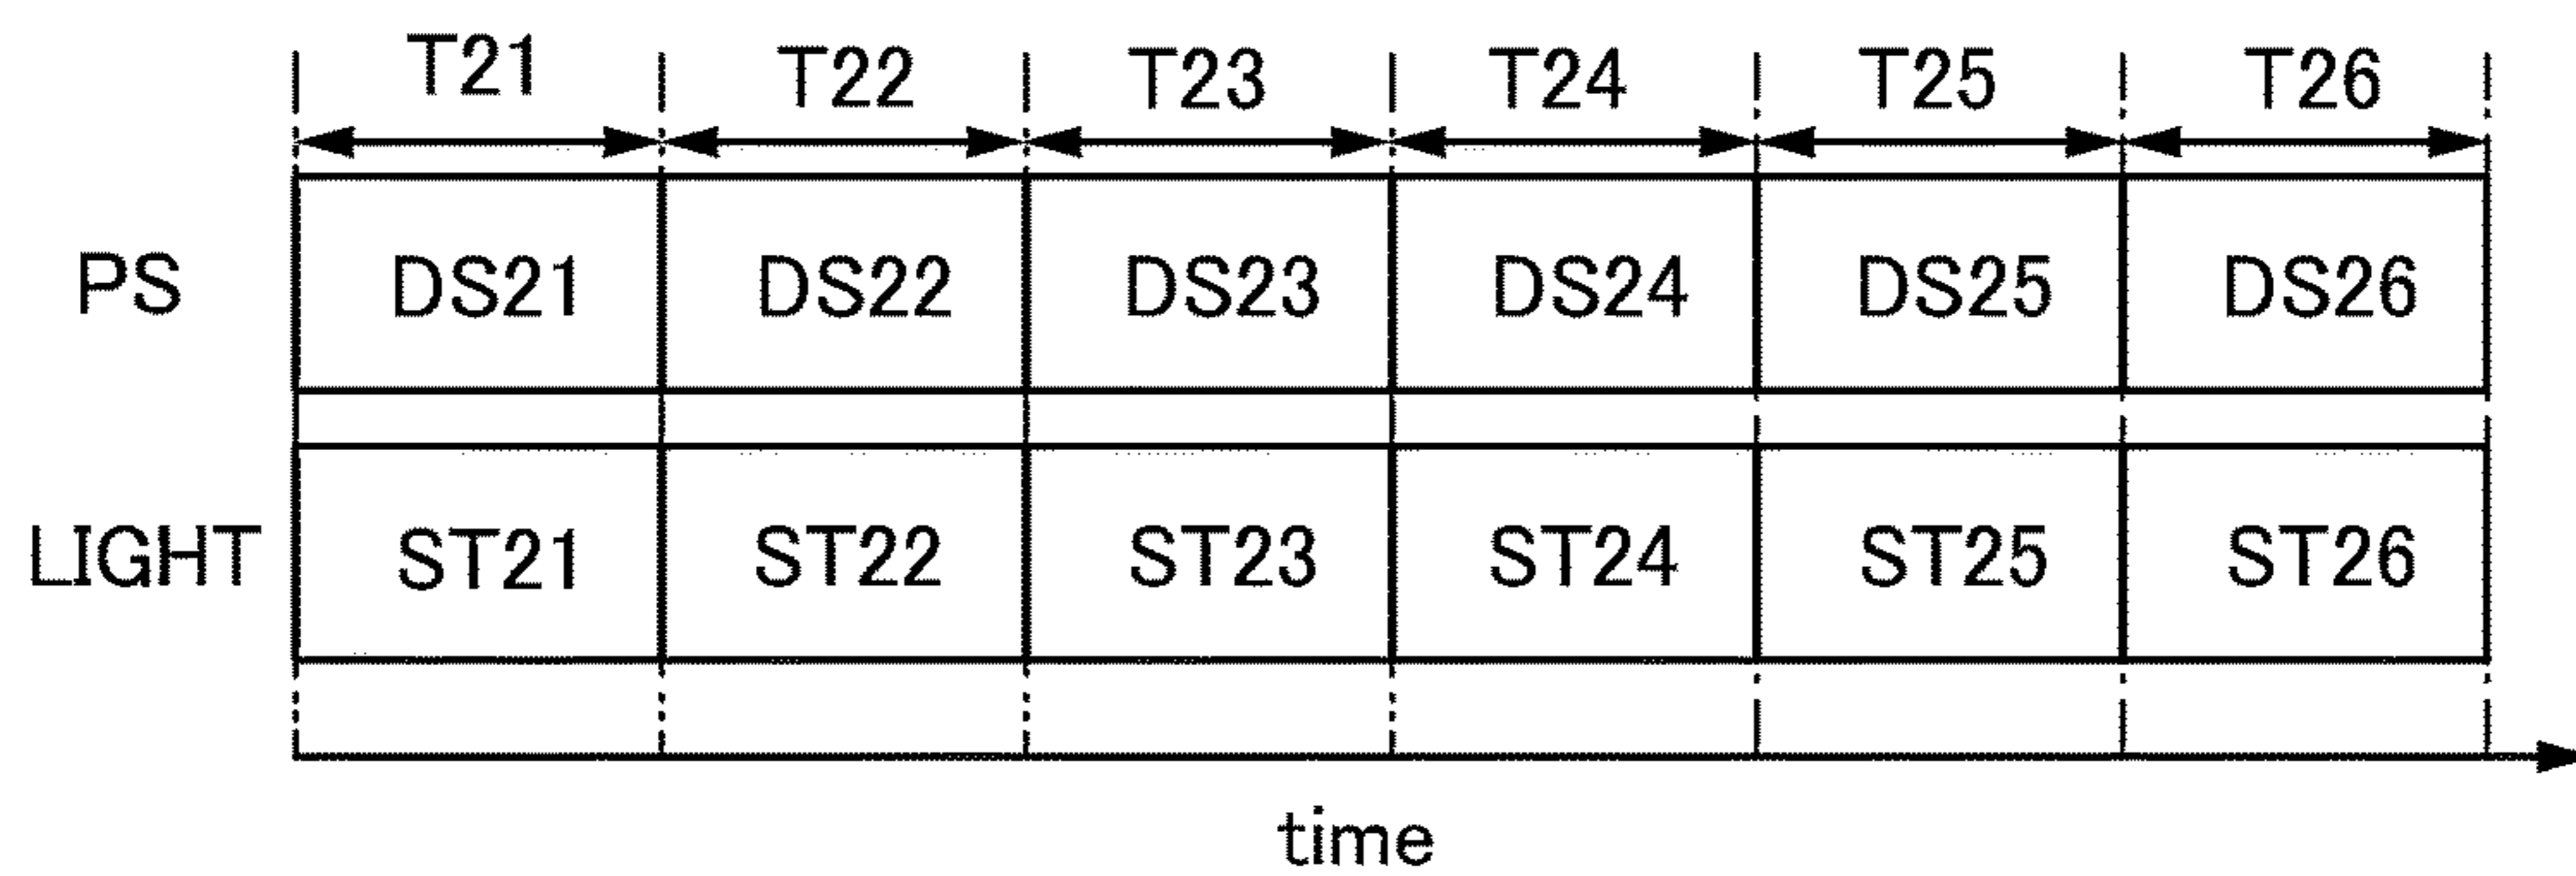 T21 T22 T23 T24 T25 T26
PS DS21 DS22 DS23 DS24 DS25 DS26
LIGHT ST21 ST22 ST23 ST24 ST25 ST26
time